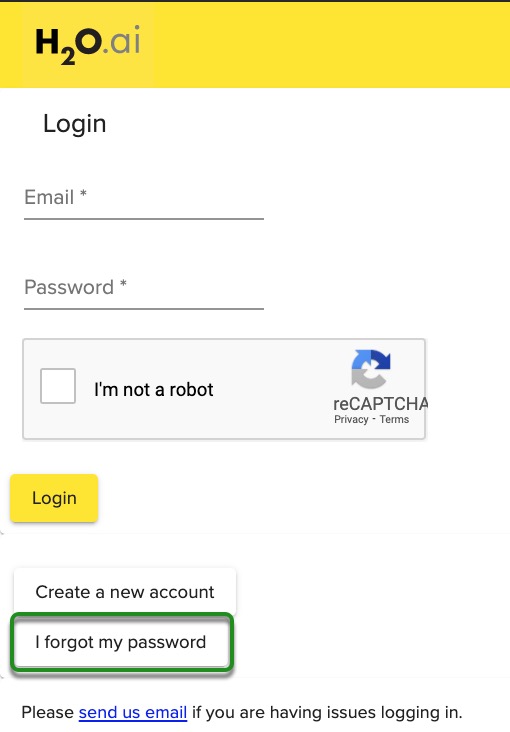 H2O.ai
Login
Email *
Password *
I'm not a robot
reCAPTCHA
Privacy - Terms
Login
Create a new account
I forgot my password
Please send us email if you are having issues logging in.